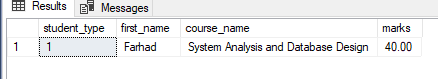 Results Messages
student_type first_name course_name marks
1 1 Farhad System Analysis and Database Design 40.00